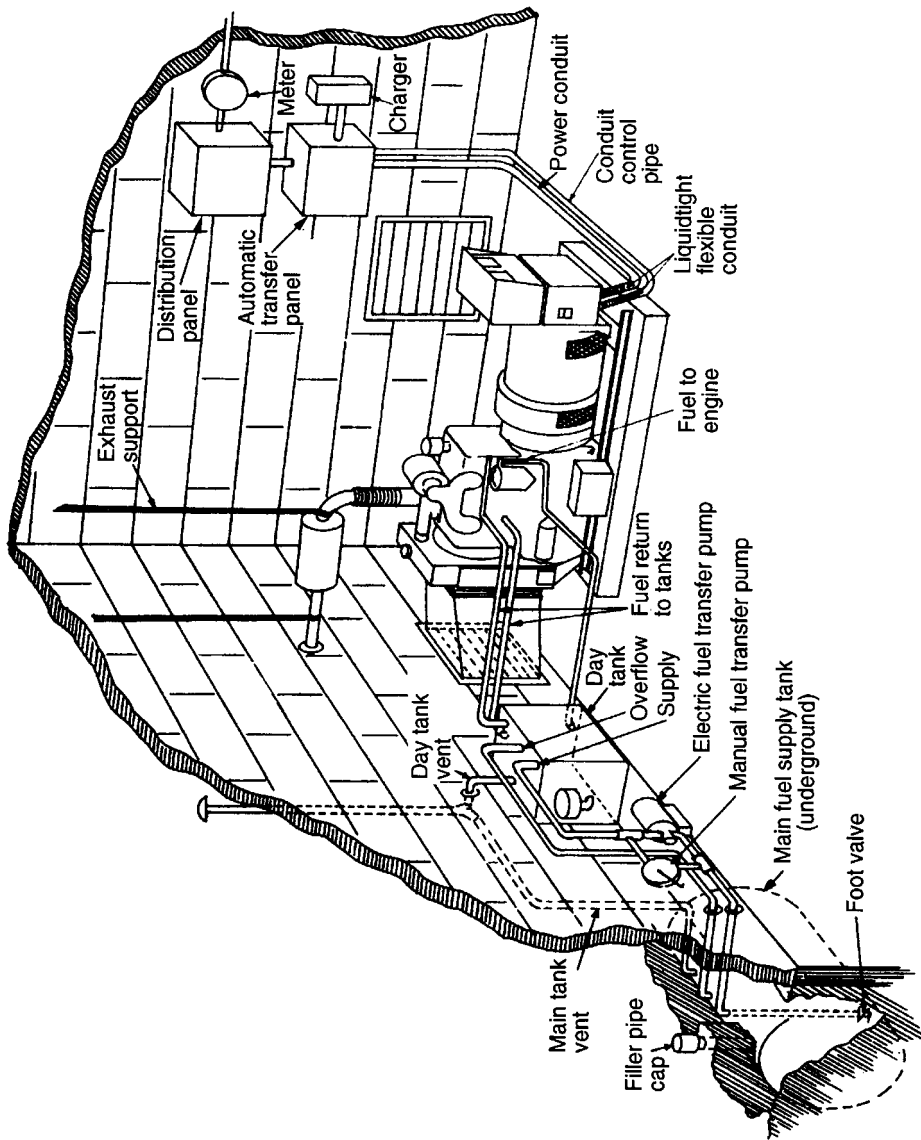 Meter
Charger
Distribution
panel
Automatic
transfer
panel
Power conduit
Conduit
control
pipe
Liquidtight
flexible
conduit
Exhaust
support
Fuel to
engine
Fuel return
to tanks
Day tank
vent
Overflow
Supply
Day
tank
Electric fuel transfer pump
Manual fuel transfer pump
Main fuel supply tank
(underground)
Foot valve
Main tank
vent
Filler pipe
cap